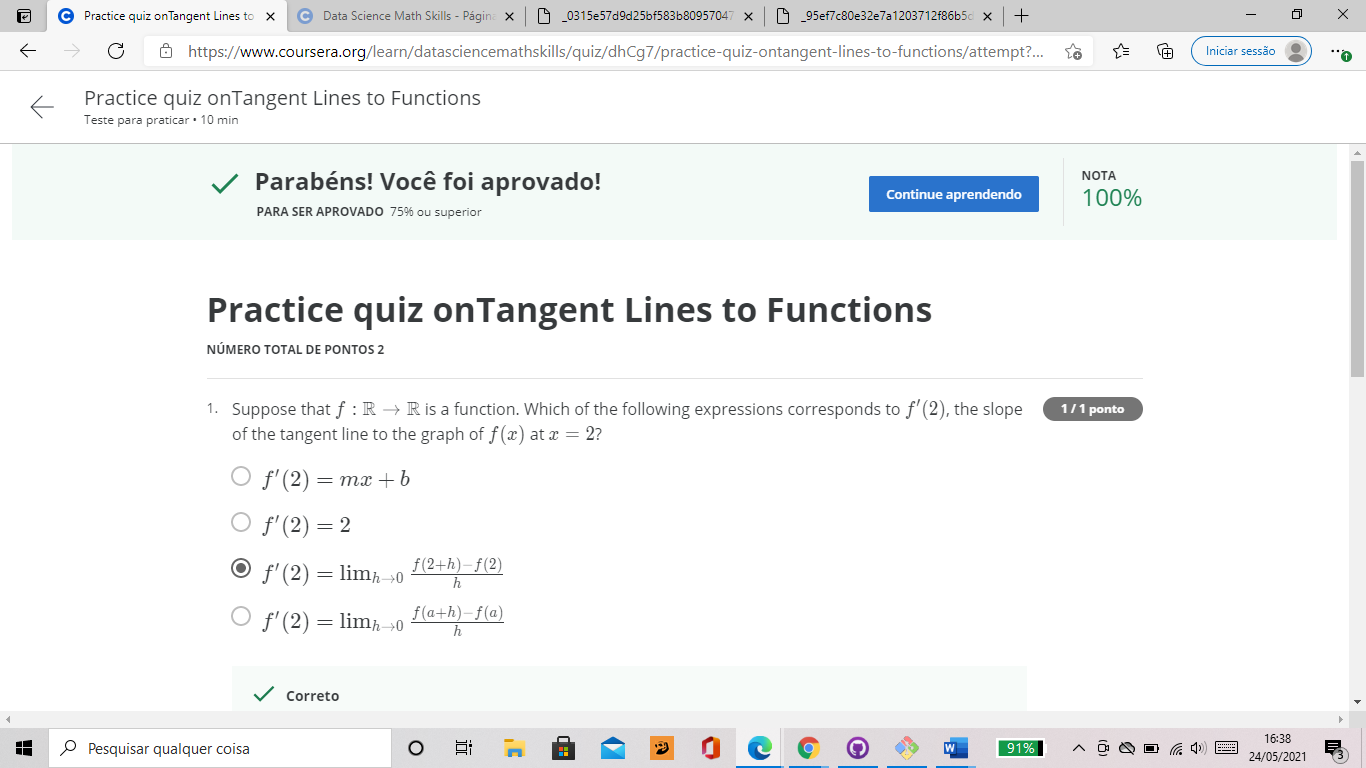 Practice quiz onTangent Lines to
Data Science Math Skills - Págin
_0315e57d9d25bf583b80957047
_95ef7c80e32e7a1203712f86b5d
https://www.coursera.org/learn/datasciencemathskills/quiz/dhCg7/practice-quiz-ontangent-lines-to-functions/attempt?...
Iniciar sessão
Practice quiz onTangent Lines to Functions
Teste para praticar • 10 min
Parabéns! Você foi aprovado!
PARA SER APROVADO 75% ou superior
Continue aprendendo
NOTA
100%
Practice quiz onTangent Lines to Functions
NÚMERO TOTAL DE PONTOS 2
1. Suppose that f : ℝ → ℝ is a function. Which of the following expressions corresponds to f′(2), the slope
of the tangent line to the graph of f(x) at x = 2?
1 / 1 ponto
f′(2) = mx + b
f′(2) = 2
f′(2) = lim h→0 f(2+h)−f(2) / h
f′(2) = lim h→0 f(a+h)−f(a) / h
Correto
Pesquisar qualquer coisa
91%
16:38
24/05/2021
3